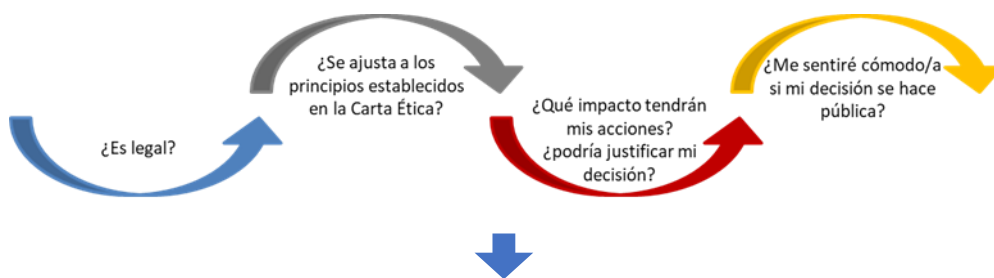 ¿Es legal?
¿Se ajusta a los
principios establecidos
en la Carta Ética?
¿Qué impacto tendrán
mis acciones?
¿podría justificar mi
decisión?
¿Me sentiré cómodo/a
si mi decisión se hace
pública?